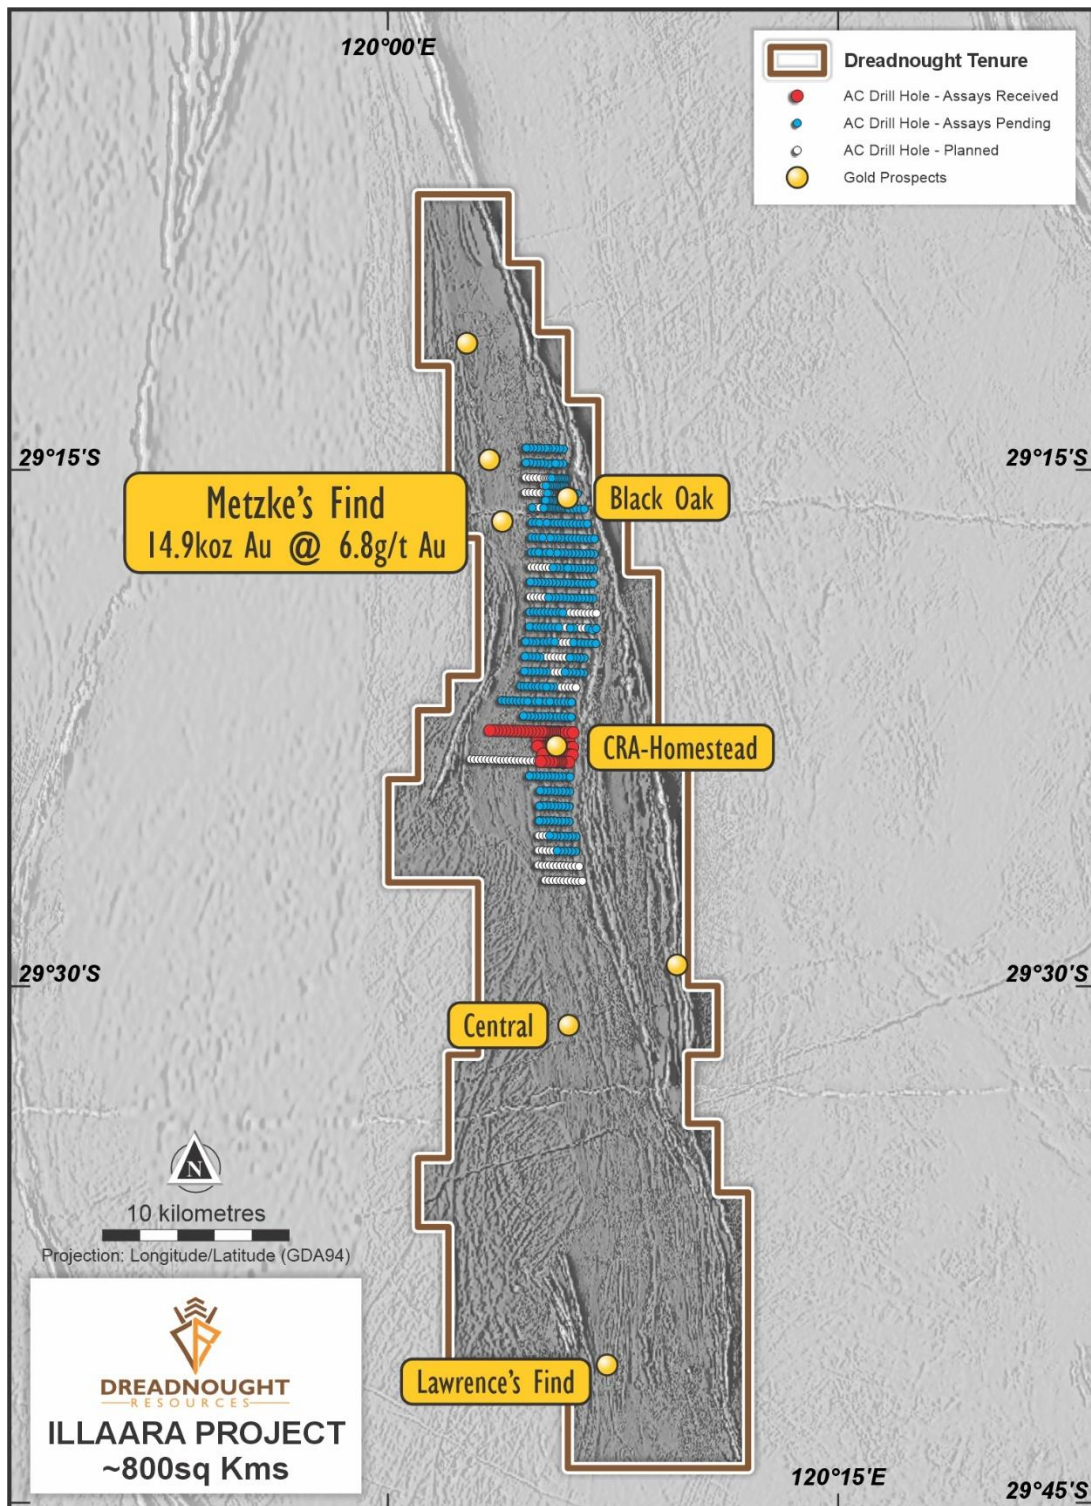 120°00'E
Dreadnought Tenure
AC Drill Hole - Assays Received
AC Drill Hole - Assays Pending
AC Drill Hole - Planned
Gold Prospects
29°15'S
29°15'S
Metzke's Find
14.9koz Au @ 6.8g/t Au
Black Oak
CRA-Homestead
29°30'S
29°30'S
Central
N
10 kilometres
Projection: Longitude/Latitude (GDA94)
DREADNOUGHT
RESOURCES
ILLAARA PROJECT
~800sq Kms
Lawrence's Find
120°15'E
29°45'S